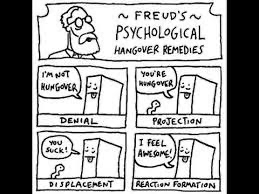 ~ FREUD'S ~
PSYCHOLOGICAL
HANGOVER REMEDIES
I'M NOT
HUNGOVER
DENIAL
YOU'RE
HUNGOVER
PROJECTION
YOU
SUCK!
DISPLACEMENT
I FEEL
AWESOME!
REACTION FORMATION